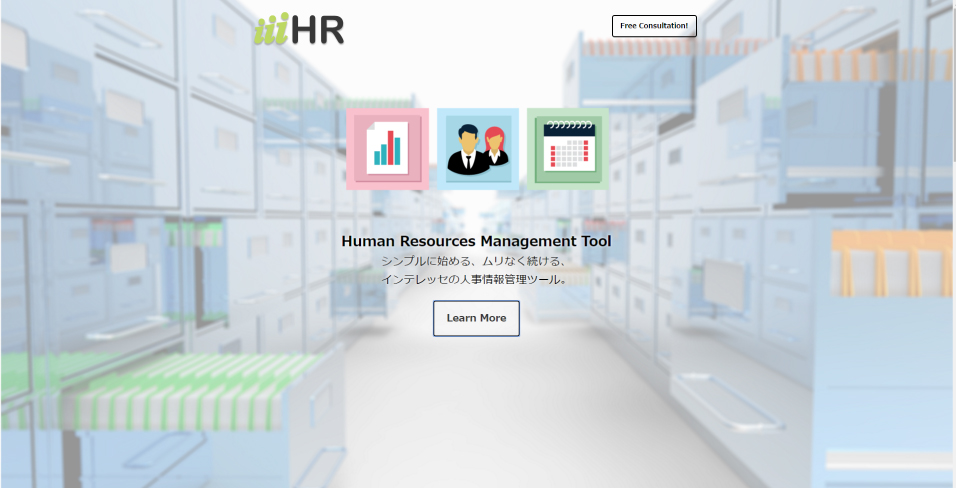 iiiHR
Free Consultation!
Human Resources Management Tool
シンプルに始める、ムリなく続ける、
インテレッセの人事情報管理ツール。
Learn More